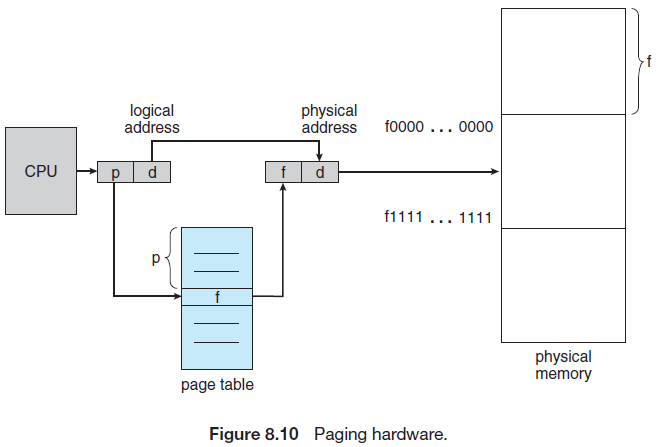 logical
address
physical
address
f0000 ... 0000
f
CPU
p
d
f
d
f1111 ... 1111
p
f
page table
physical
memory
Figure 8.10 Paging hardware.